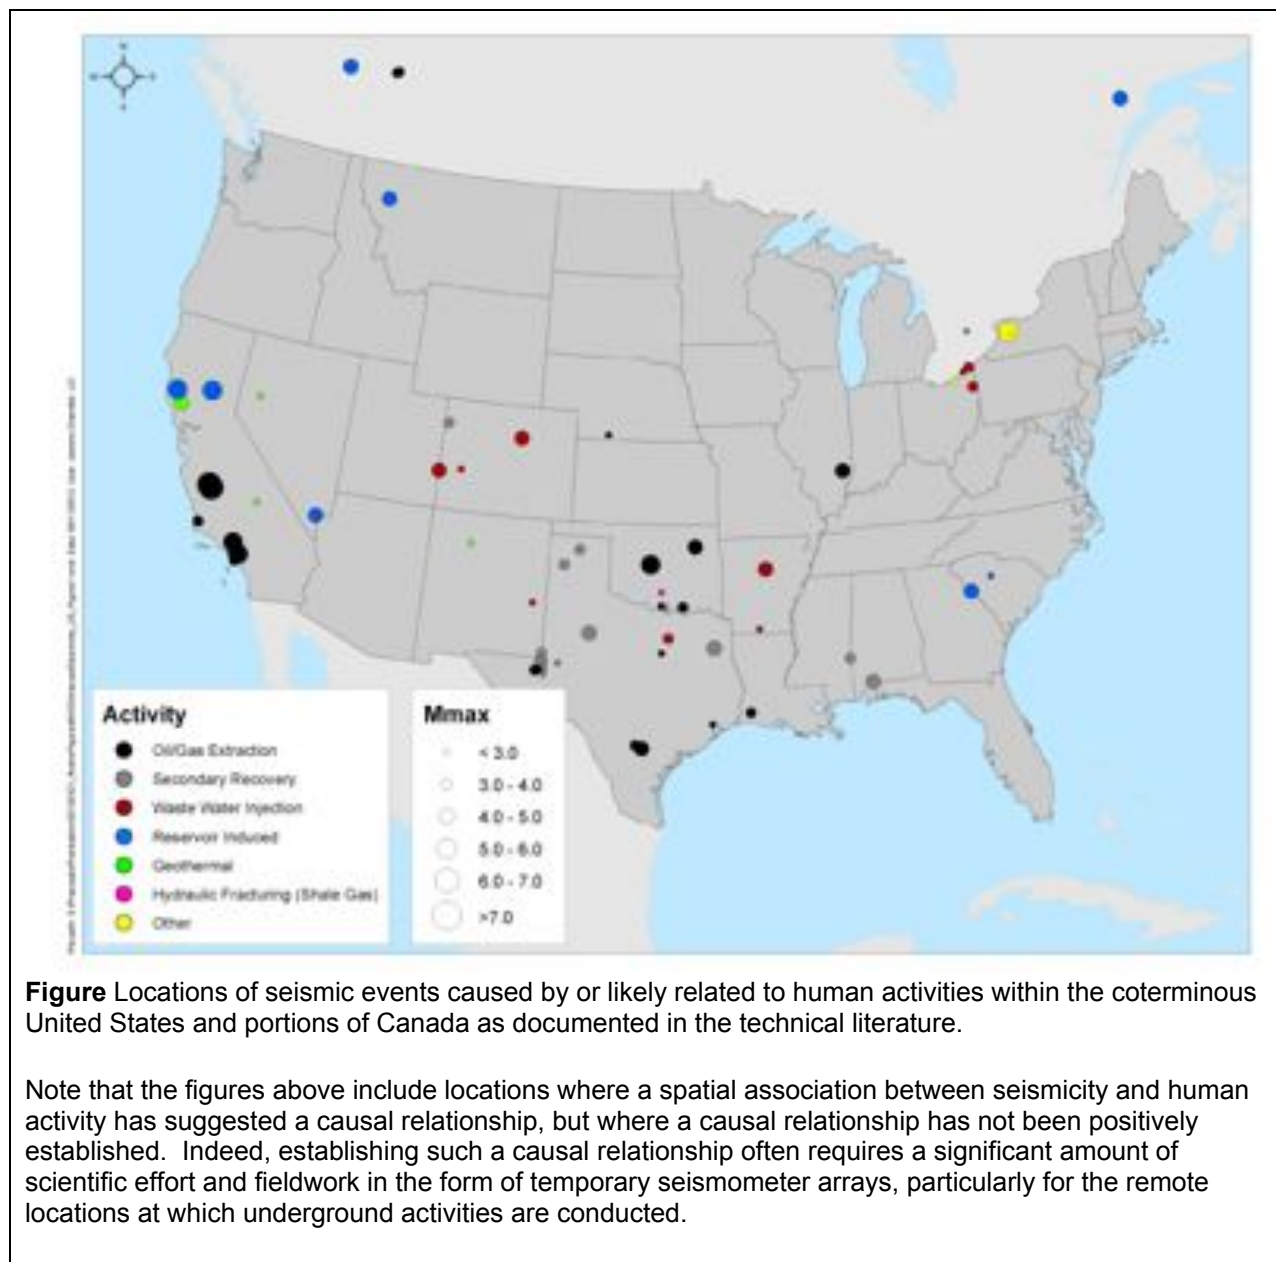 N
Activity
Oil/Gas Extraction
Secondary Recovery
Waste Water Injection
Reservoir Induced
Geothermal
Hydraulic Fracturing (Shale Gas)
Other
Mmax
< 3.0
3.0 - 4.0
4.0 - 5.0
5.0 - 6.0
6.0 - 7.0
>7.0
Figure Locations of seismic events caused by or likely related to human activities within the coterminous
United States and portions of Canada as documented in the technical literature.
Note that the figures above include locations where a spatial association between seismicity and human
activity has suggested a causal relationship, but where a causal relationship has not been positively
established.  Indeed, establishing such a causal relationship often requires a significant amount of
scientific effort and fieldwork in the form of temporary seismometer arrays, particularly for the remote
locations at which underground activities are conducted.